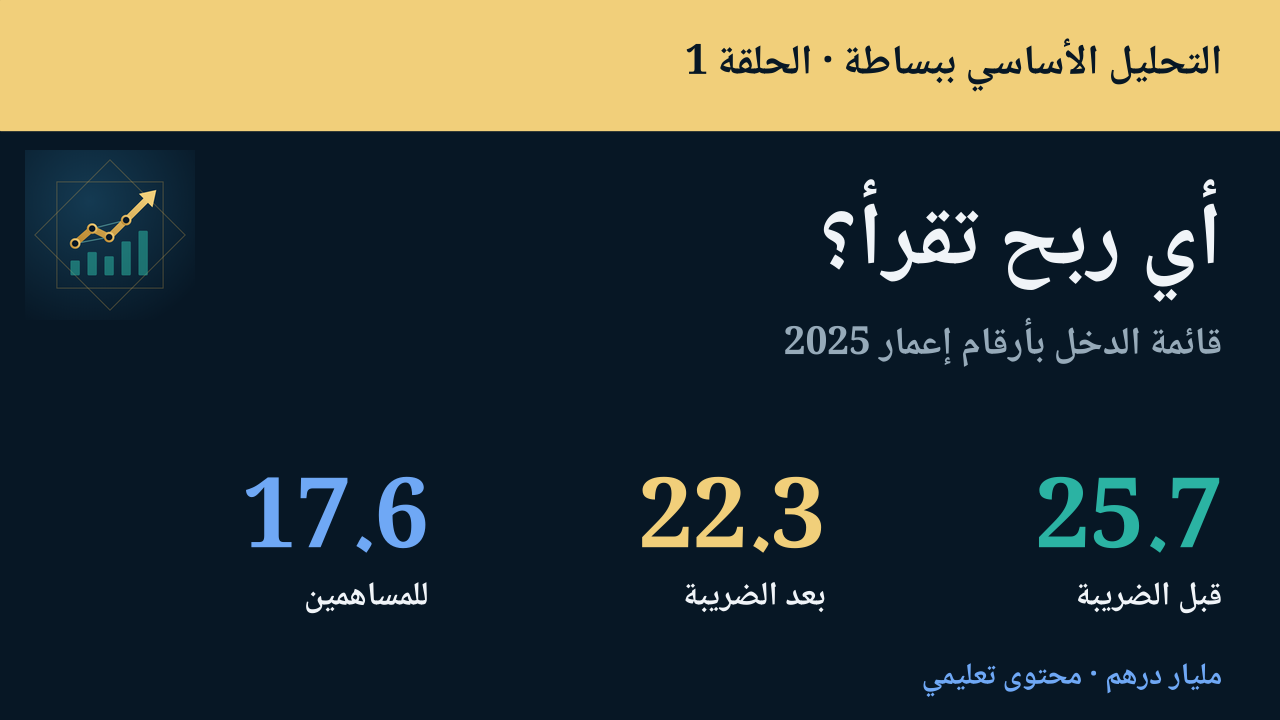 التحليل الأساسي ببساطة · الحلقة 1
أي ربح تقرأ؟
قائمة الدخل بأرقام إعمار 2025
25.7 22.3 17.6
قبل الضريبة بعد الضريبة للمساهمين
مليار درهم · محتوى تعليمي